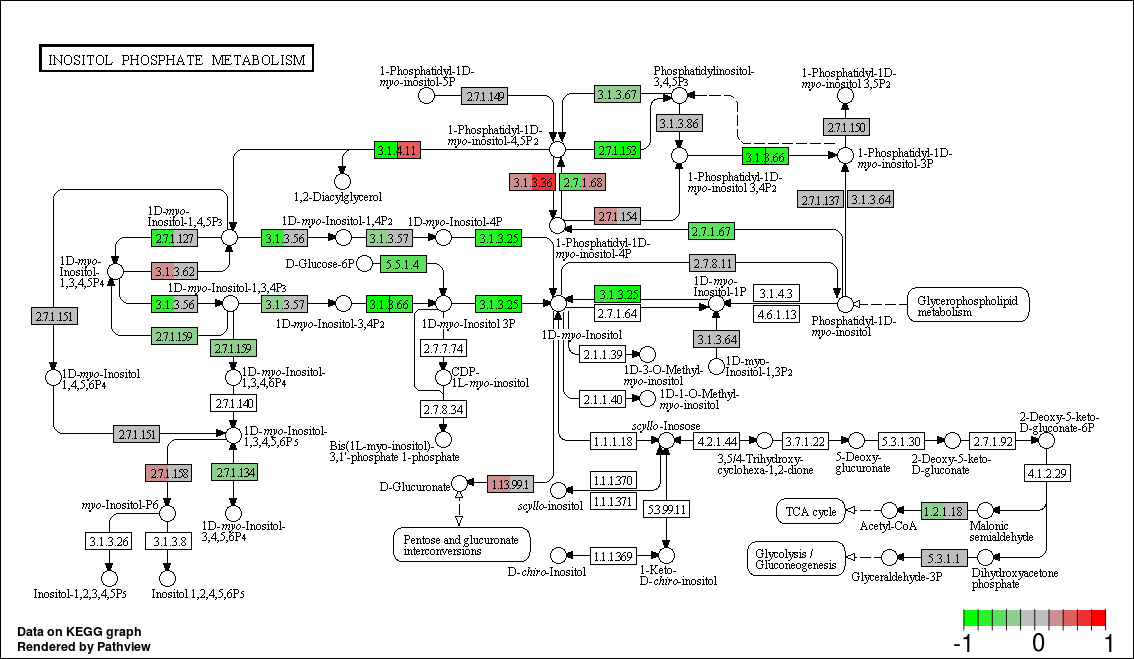 INOSITOL PHOSPHATE METABOLISM
1-Phosphatidyl-1D-
myo-inositol-5P
2.7.1.149
3.1.3.67
Phosphatidylinositol-
3,4,5P3
3.1.3.86
1-Phosphatidyl-1D-
myo-inositol 3,5P2
2.7.1.150
1-Phosphatidyl-1D-
myo-inositol-4,5P2
3.1.4.11
2.7.1.153
3.1.3.66
1-Phosphatidyl-1D-
myo-inositol-3P
1,2-Diacylglycerol
3.1.3.36
2.7.1.68
1-Phosphatidyl-1D-
myo-inositol 3,4P2
2.7.1.137
3.1.3.64
1D-myo-
Inositol-1,4,5P3
1D-myo-Inositol-1,4P2
1D-myo-Inositol-4P
2.7.1.154
2.7.1.67
2.7.1.127
3.1.3.56
3.1.3.57
3.1.3.25
1-Phosphatidyl-1D-
myo-inositol-4P
1D-myo-
Inositol-
1,3,4,5P4
3.1.3.62
D-Glucose-6P
5.5.1.4
2.7.8.11
1D-myo-Inositol-1,3,4P3
1D-myo-
Inositol-1P
3.1.3.56
3.1.3.57
3.1.3.66
3.1.3.25
3.1.3.25
2.7.1.64
3.1.4.3
4.6.1.13
Glycerophospholipid
metabolism
2.7.1.151
1D-myo-Inositol-3,4P2
1D-myo-Inositol 3P
1D-myo-Inositol
Phosphatidyl-1D-
myo-inositol
2.7.1.159
2.7.1.159
2.7.7.74
2.1.1.39
3.1.3.64
1D-myo-Inositol
1,4,5,6P4
1D-myo-Inositol-
1,3,4,6P4
CDP-
1L-myo-inositol
1D-3-O-Methyl-
myo-inositol
1D-myo-
Inositol-1,3P2
2.7.1.140
2.7.8.34
2.1.1.40
1D-1-O-Methyl-
myo-inositol
2.7.1.151
1D-myo-Inositol-
1,3,4,5,6P5
Bis(1L-myo-inositol)-
3,1'-phosphate 1-phosphate
scyllo-Inosose
1.1.1.18
4.2.1.44
3.7.1.22
5.3.1.30
2.7.1.92
2-Deoxy-5-keto-
D-gluconate-6P
3,5/4-Trihydroxy-
cyclohexa-1,2-dione
5-Deoxy-
glucuronate
2-Deoxy-5-keto-
D-gluconate
4.1.2.29
2.7.1.158
2.7.1.134
D-Glucuronate
1.13.99.1
1.1.1.370
1.1.1.371
scyllo-inositol
5.3.99.11
myo-Inositol-P6
1D-myo-Inositol-
3,4,5,6P4
TCA cycle
Acetyl-CoA
1.2.1.18
Malonic
semialdehyde
3.1.3.26
3.1.3.8
Pentose and glucuronate
interconversions
D-chiro-Inositol
1.1.1.369
1-Keto-
D-chiro-inositol
Glycolysis /
Gluconeogenesis
Glyceraldehyde-3P
5.3.1.1
Dihydroxyacetone
phosphate
Inositol-1,2,3,4,5P5
Inositol 1,2,4,5,6P5
Data on KEGG graph
Rendered by Pathview
-1 0 1